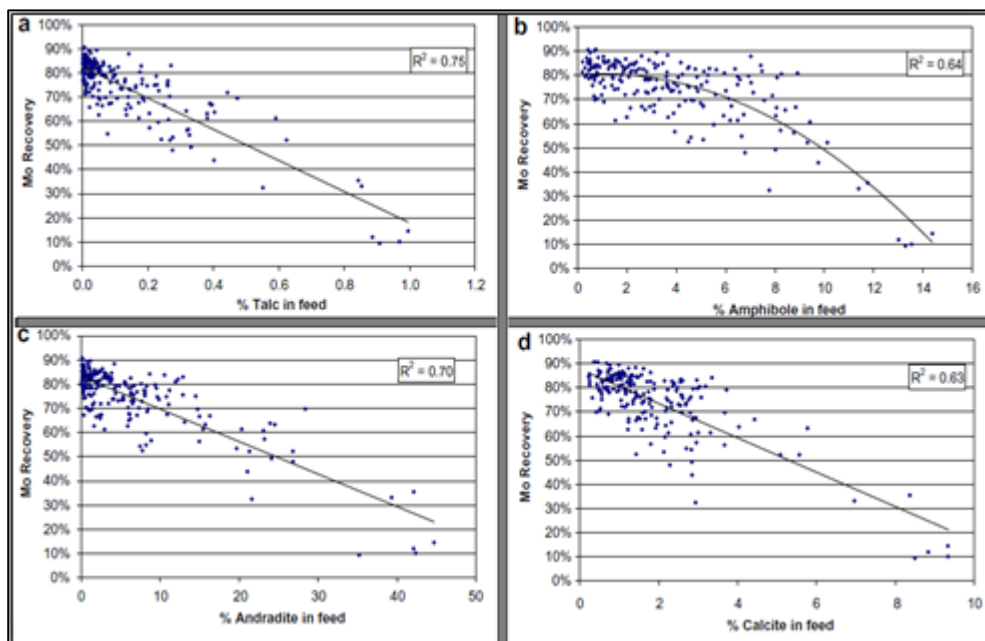 a
100%
90%
80%
70%
60%
50%
40%
30%
20%
10%
0%
Mo Recovery
R² = 0.75
0.0 0.2 0.4 0.6 0.8 1.0 1.2
% Talc in feed
b
100%
90%
80%
70%
60%
50%
40%
30%
20%
10%
0%
Mo Recovery
R² = 0.64
0 2 4 6 8 10 12 14 16
% Amphibole in feed
c
100%
90%
80%
70%
60%
50%
40%
30%
20%
10%
0%
Mo Recovery
R² = 0.70
0 10 20 30 40 50
% Andradite in feed
d
100%
90%
80%
70%
60%
50%
40%
30%
20%
10%
0%
Mo Recovery
R² = 0.63
0 2 4 6 8 10
% Calcite in feed